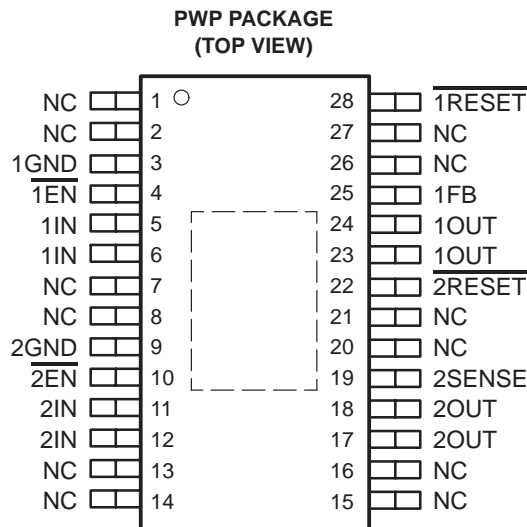 PWP PACKAGE
(TOP VIEW)
NC 1 28 1RESET
NC 2 27 NC
1GND 3 26 NC
1EN 4 25 1FB
1IN 5 24 1OUT
1IN 6 23 1OUT
NC 7 22 2RESET
NC 8 21 NC
2GND 9 20 NC
2EN 10 19 2SENSE
2IN 11 18 2OUT
2IN 12 17 2OUT
NC 13 16 NC
NC 14 15 NC